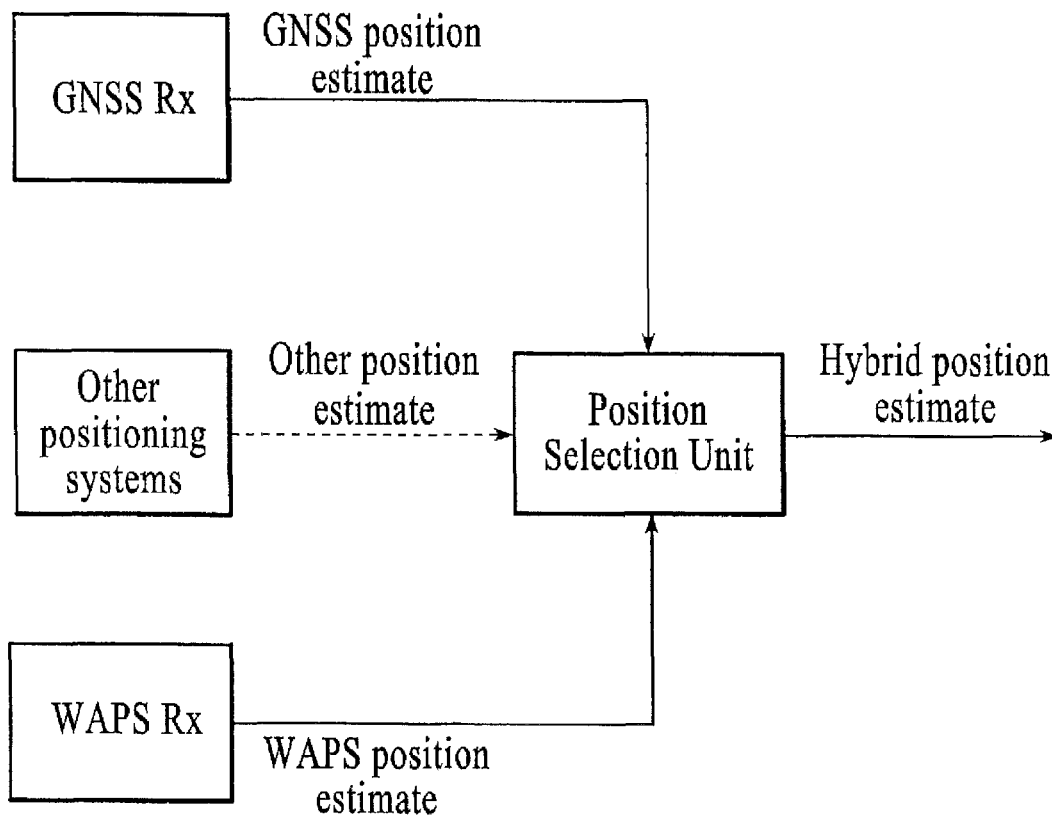 GNSS position
estimate
GNSS Rx
Other
positioning
systems
Other position
estimate
Position
Selection Unit
Hybrid position
estimate
WAPS Rx
WAPS position
estimate